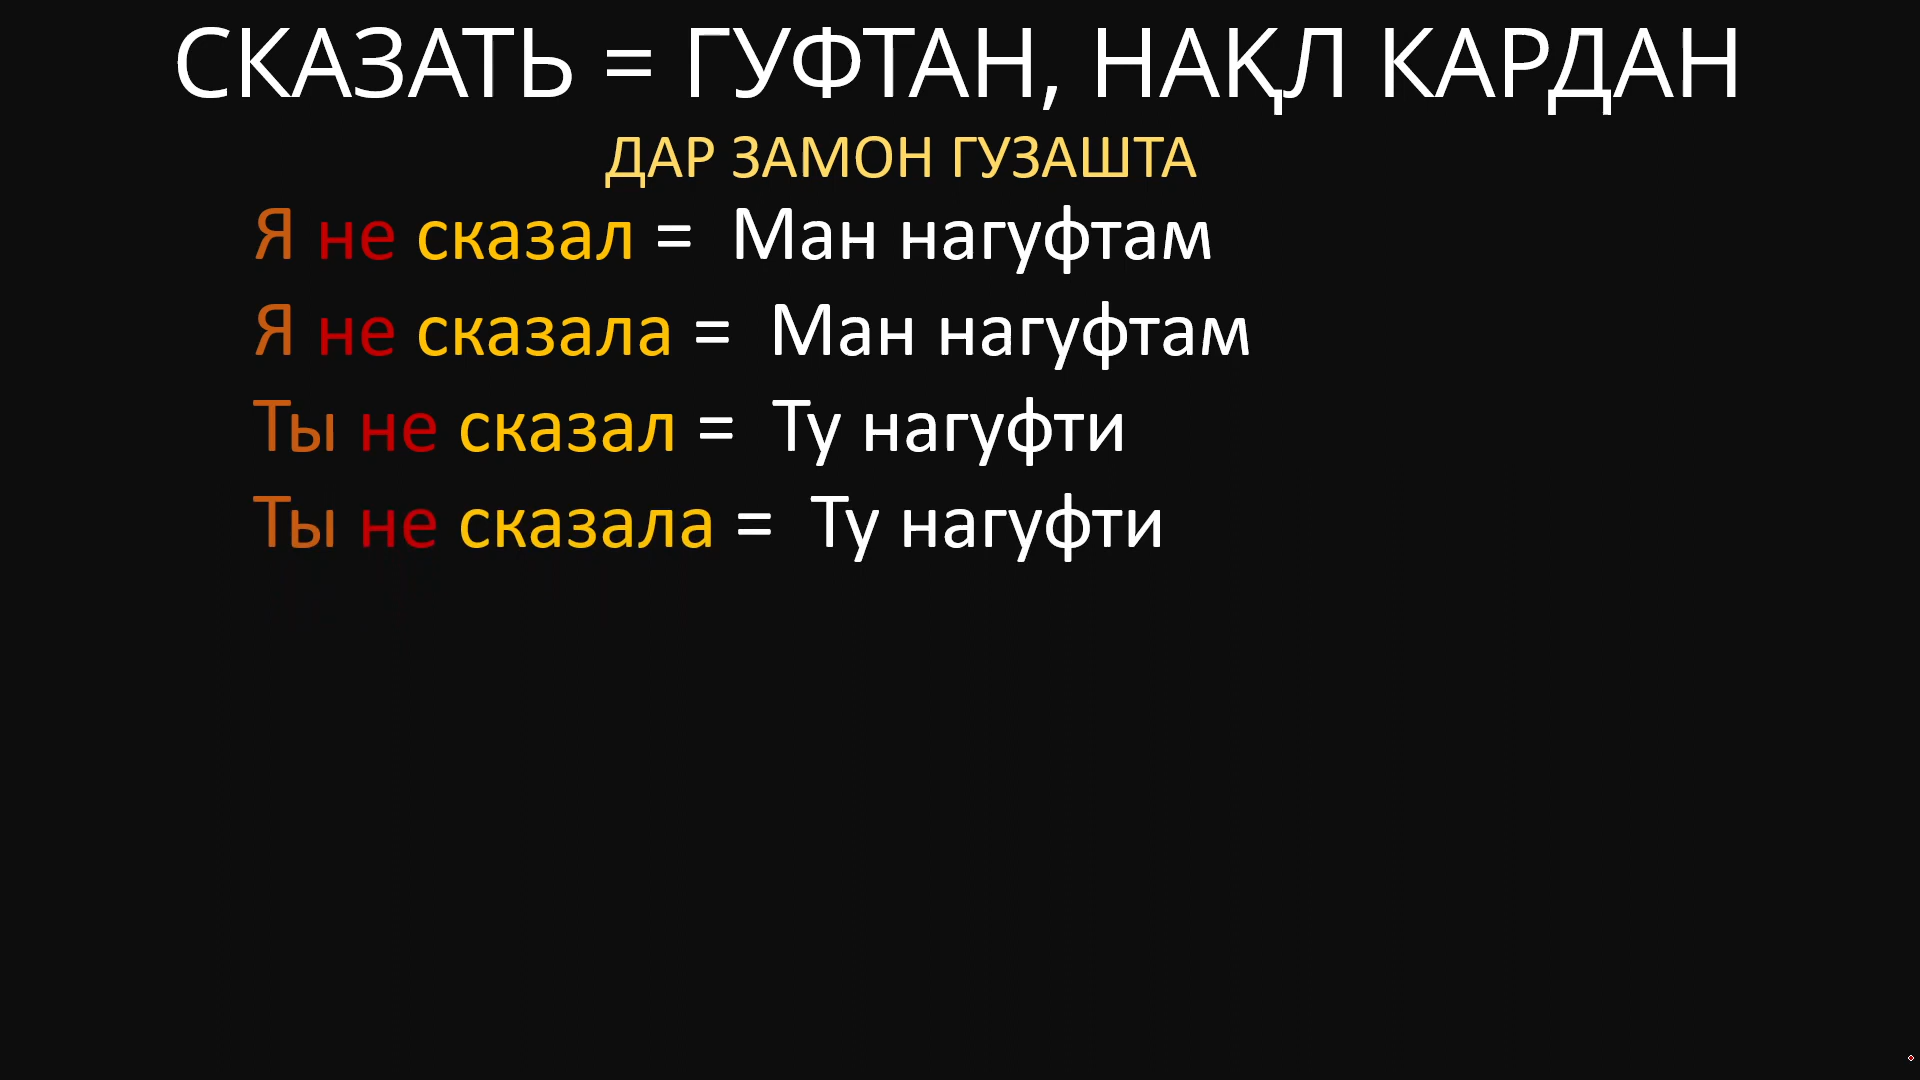 СКАЗАТЬ = ГУФТАН, НАҚЛ КАРДАН
ДАР ЗАМОН ГУЗАШТА
Я не сказал = Ман нагуфтам
Я не сказала = Ман нагуфтам
Ты не сказал = Ту нагуфти
Ты не сказала = Ту нагуфти